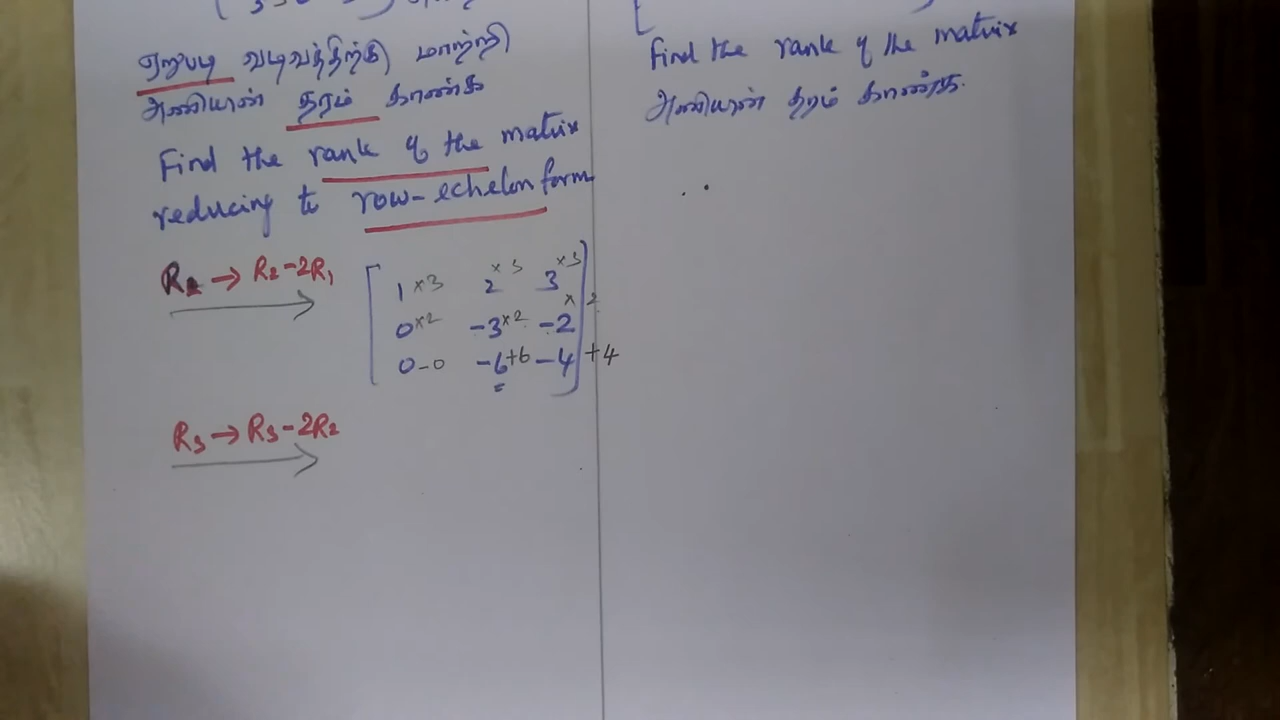 ஏறுபடி வடிவத்திற்கு மாற்றி
அணியின் தரம் காண்க
Find the rank of the matrix
reducing to row-echelon form
R2 → R2-2R1
1 ×3 2 ×3 3 ×3
0 ×2 -3 ×2 -2 ×2
0-0 -6+6 -4+4
R3 → R3-2R2
Find the rank of the matrix
அணியின் தரம் காண்க.